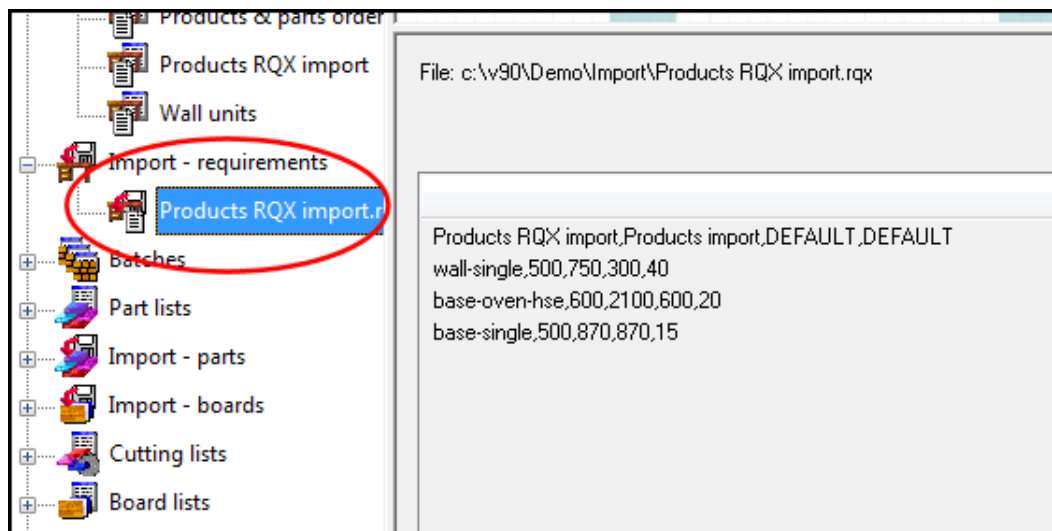 Products & parts order
Products RQX import
Wall units
Import - requirements
Products RQX import.r
Batches
Part lists
Import - parts
Import - boards
Cutting lists
Board lists
File: c:\v90\Demo\Import\Products RQX import.rqx
Products RQX import,Products import,DEFAULT,DEFAULT
wall-single,500,750,300,40
base-oven-hse,600,2100,600,20
base-single,500,870,870,15